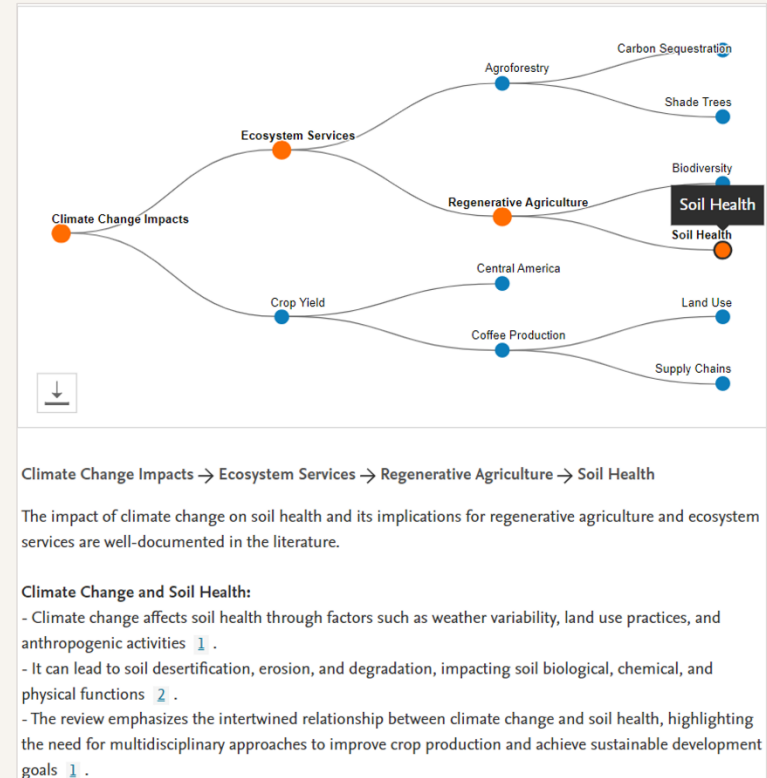 Carbon Sequestration
Agroforestry
Shade Trees
Ecosystem Services
Biodiversity
Soil Health
Regenerative Agriculture
Climate Change Impacts
Soil Health
Central America
Crop Yield
Land Use
Coffee Production
Supply Chains
Climate Change Impacts → Ecosystem Services → Regenerative Agriculture → Soil Health
The impact of climate change on soil health and its implications for regenerative agriculture and ecosystem
services are well-documented in the literature.
Climate Change and Soil Health:
- Climate change affects soil health through factors such as weather variability, land use practices, and
anthropogenic activities 1 .
- It can lead to soil desertification, erosion, and degradation, impacting soil biological, chemical, and
physical functions 2 .
- The review emphasizes the intertwined relationship between climate change and soil health, highlighting
the need for multidisciplinary approaches to improve crop production and achieve sustainable development
goals 1 .